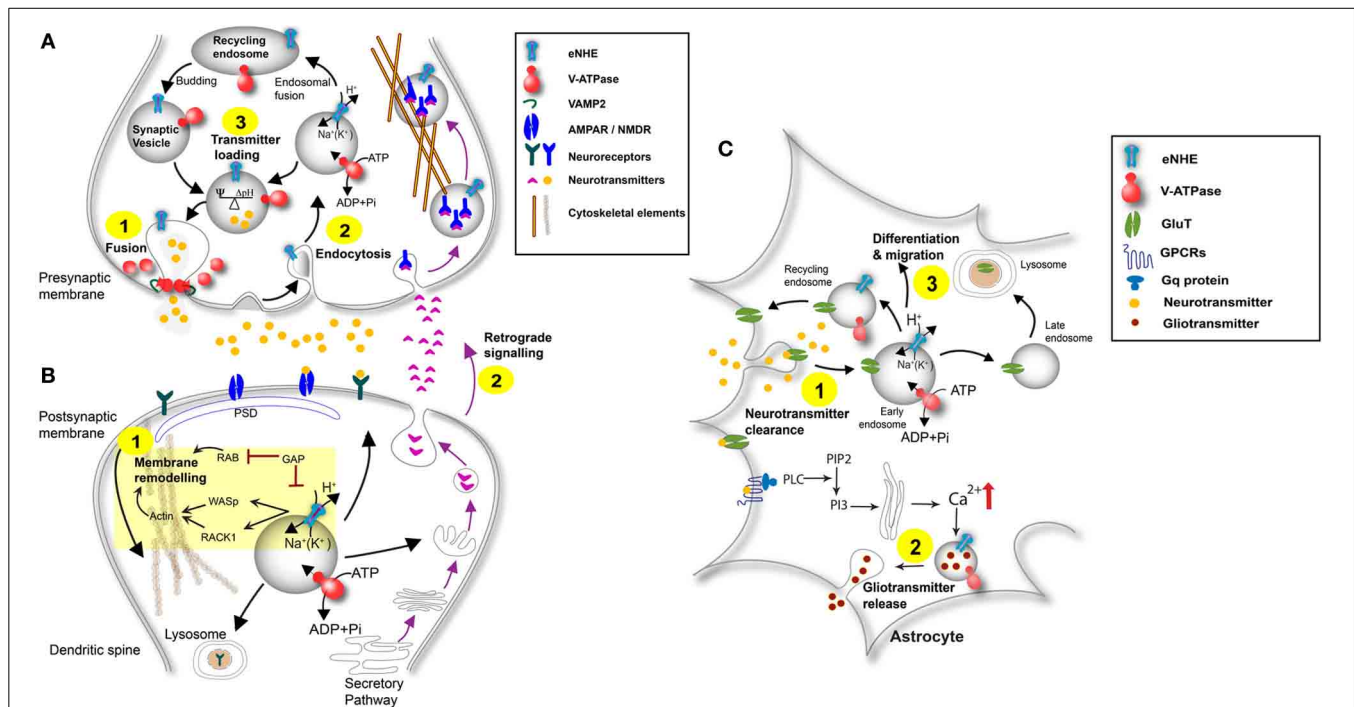 A
Recycling endosome
Budding
Endosomal
fusion
H⁺
Na⁺(K⁺)
Synaptic
Vesicle
3
Transmitter
loading
ATP
ADP+Pi
Ψ ΔpH
1
Fusion
2
Endocytosis
Presynaptic
membrane
eNHE
V-ATPase
VAMP2
AMPAR / NMDR
Neuroreceptors
Neurotransmitters
Cytoskeletal elements
Retrograde
signalling
2
B
Postsynaptic
membrane
PSD
1
Membrane
remodelling
RAB
GAP
WASp
Actin
RACK1
H⁺
Na⁺(K⁺)
ATP
ADP+Pi
Lysosome
Dendritic spine
Secretory
Pathway
C
Differentiation
& migration
3
Lysosome
Recycling
endosome
H⁺
Na⁺(K⁺)
Late
endosome
1
Neurotransmitter
clearance
Early
endosome
ATP
ADP+Pi
PLC
PIP2
PI3
Ca²⁺
2
Gliotransmitter
release
Astrocyte
eNHE
V-ATPase
GluT
GPCRs
Gq protein
Neurotransmitter
Gliotransmitter